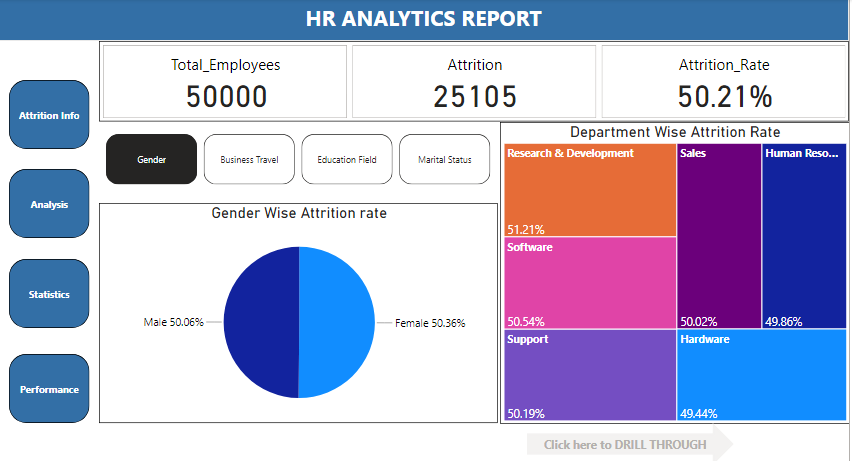 HR ANALYTICS REPORT
Total_Employees
50000
Attrition
25105
Attrition_Rate
50.21%
Attrition Info
Analysis
Statistics
Performance
Gender
Business Travel
Education Field
Marital Status
Gender Wise Attrition rate
Male 50.06%
Female 50.36%
Department Wise Attrition Rate
Research & Development
51.21%
Software
50.54%
Support
50.19%
Sales
50.02%
Human Reso...
49.86%
Hardware
49.44%
Click here to DRILL THROUGH